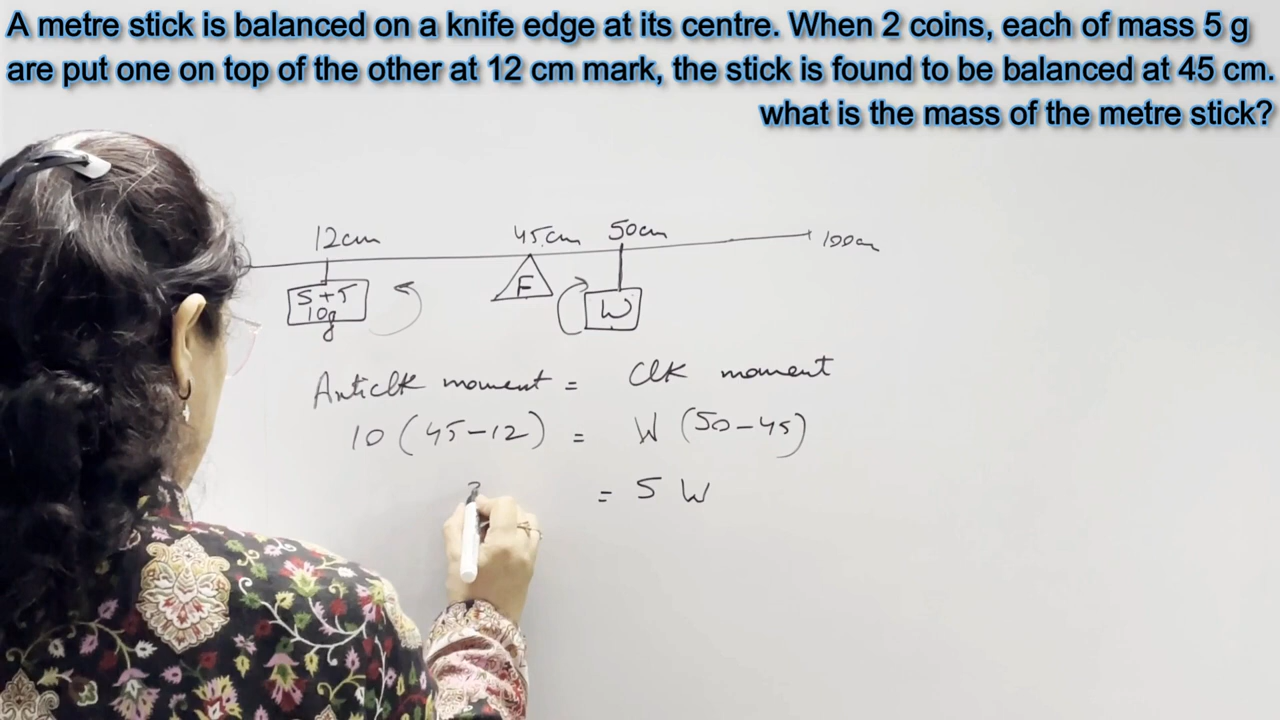 A metre stick is balanced on a knife edge at its centre. When 2 coins, each of mass 5 g
are put one on top of the other at 12 cm mark, the stick is found to be balanced at 45 cm.
what is the mass of the metre stick?
12cm 45cm 50cm 100cm
5+5 F W
10g
Anticlk moment = Clk moment
10 (45-12) = W (50-45)
= 5 W